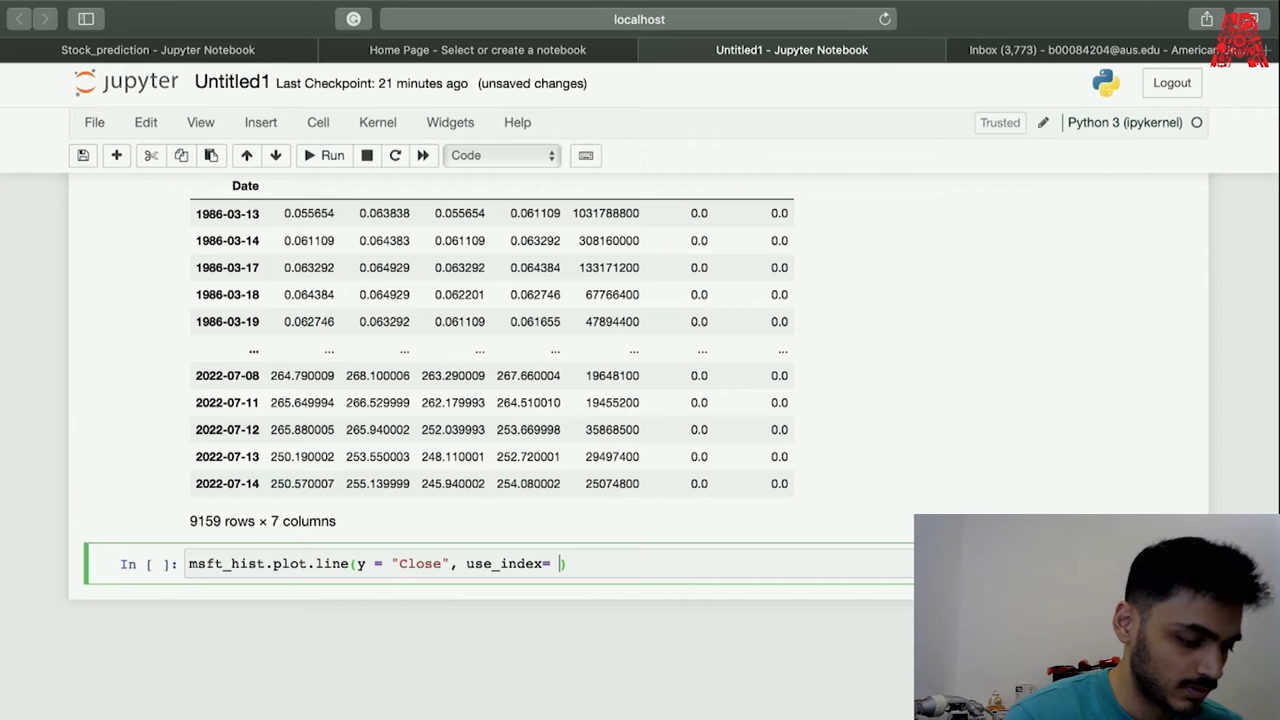 localhost
Stock_prediction - Jupyter Notebook
Home Page - Select or create a notebook
Untitled1 - Jupyter Notebook
Inbox (3,773) - b00084204@aus.edu - American
jupyter Untitled1 Last Checkpoint: 21 minutes ago (unsaved changes)
Logout
File Edit View Insert Cell Kernel Widgets Help
Trusted Python 3 (ipykernel)
Run Code
Date
1986-03-13 0.055654 0.063838 0.055654 0.061109 1031788800 0.0 0.0
1986-03-14 0.061109 0.064383 0.061109 0.063292 308160000 0.0 0.0
1986-03-17 0.063292 0.064929 0.063292 0.064384 133171200 0.0 0.0
1986-03-18 0.064384 0.064929 0.062201 0.062746 67766400 0.0 0.0
1986-03-19 0.062746 0.063292 0.061109 0.061655 47894400 0.0 0.0
... ... ... ... ... ... ... ...
2022-07-08 264.790009 268.100006 263.290009 267.660004 19648100 0.0 0.0
2022-07-11 265.649994 266.529999 262.179993 264.510010 19455200 0.0 0.0
2022-07-12 265.880005 265.940002 252.039993 253.669998 35868500 0.0 0.0
2022-07-13 250.190002 253.550003 248.110001 252.720001 29497400 0.0 0.0
2022-07-14 250.570007 255.139999 245.940002 254.080002 25074800 0.0 0.0
9159 rows × 7 columns
In [ ]: msft_hist.plot.line(y = "Close", use_index= )